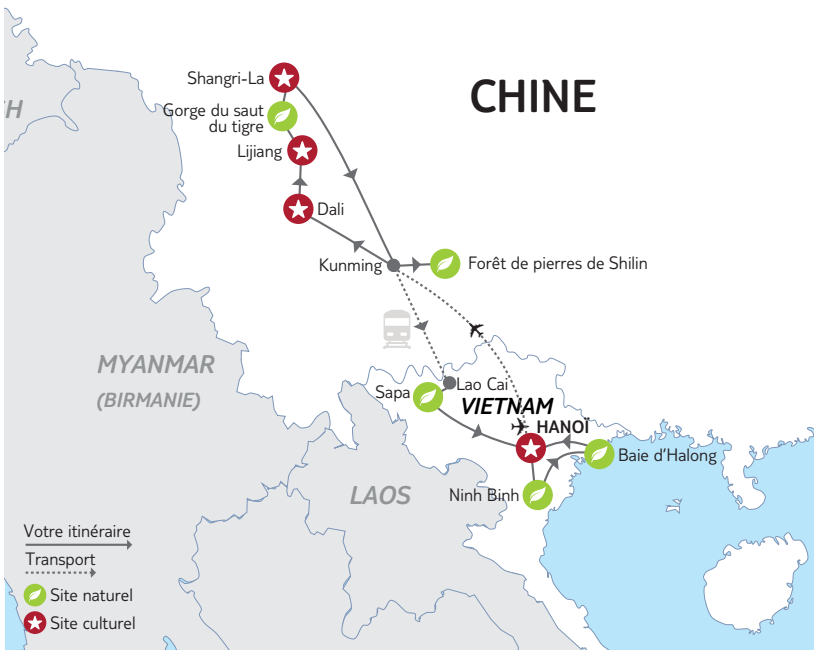 CHINE
Shangri-La
H
Gorge du saut
du tigre
Lijiang
Dali
Kunming
Forêt de pierres de Shilin
MYANMAR
(BIRMANIE)
Lao Cai
Sapa
VIETNAM
HANOÏ
Baie d’Halong
LAOS
Ninh Binh
Votre itinéraire
Transport
Site naturel
Site culturel